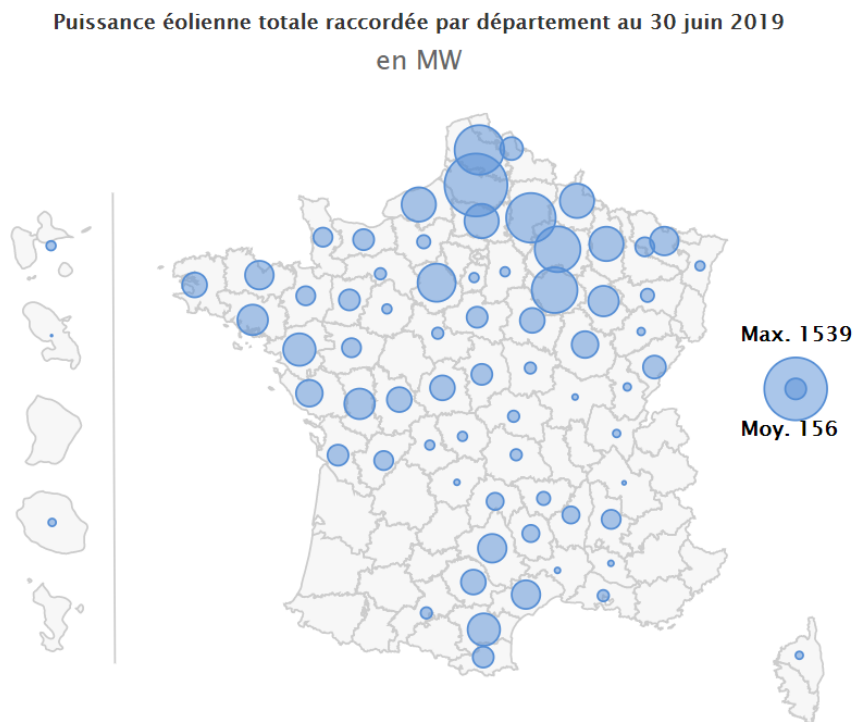 Puissance éolienne totale raccordée par département au 30 juin 2019
en MW
Max. 1539
Moy. 156